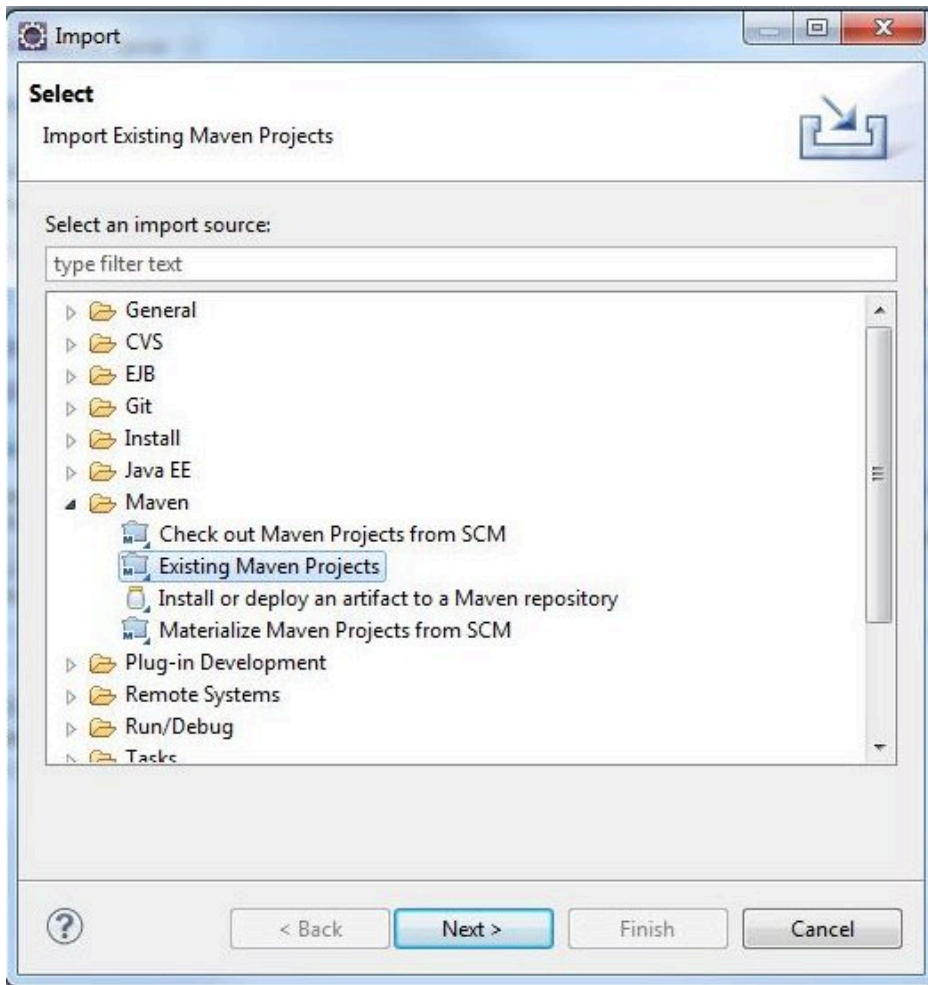 Import
Select
Import Existing Maven Projects
Select an import source:
type filter text
General
CVS
EJB
Git
Install
Java EE
Maven
Check out Maven Projects from SCM
Existing Maven Projects
Install or deploy an artifact to a Maven repository
Materialize Maven Projects from SCM
Plug-in Development
Remote Systems
Run/Debug
Tasks
< Back Next > Finish Cancel